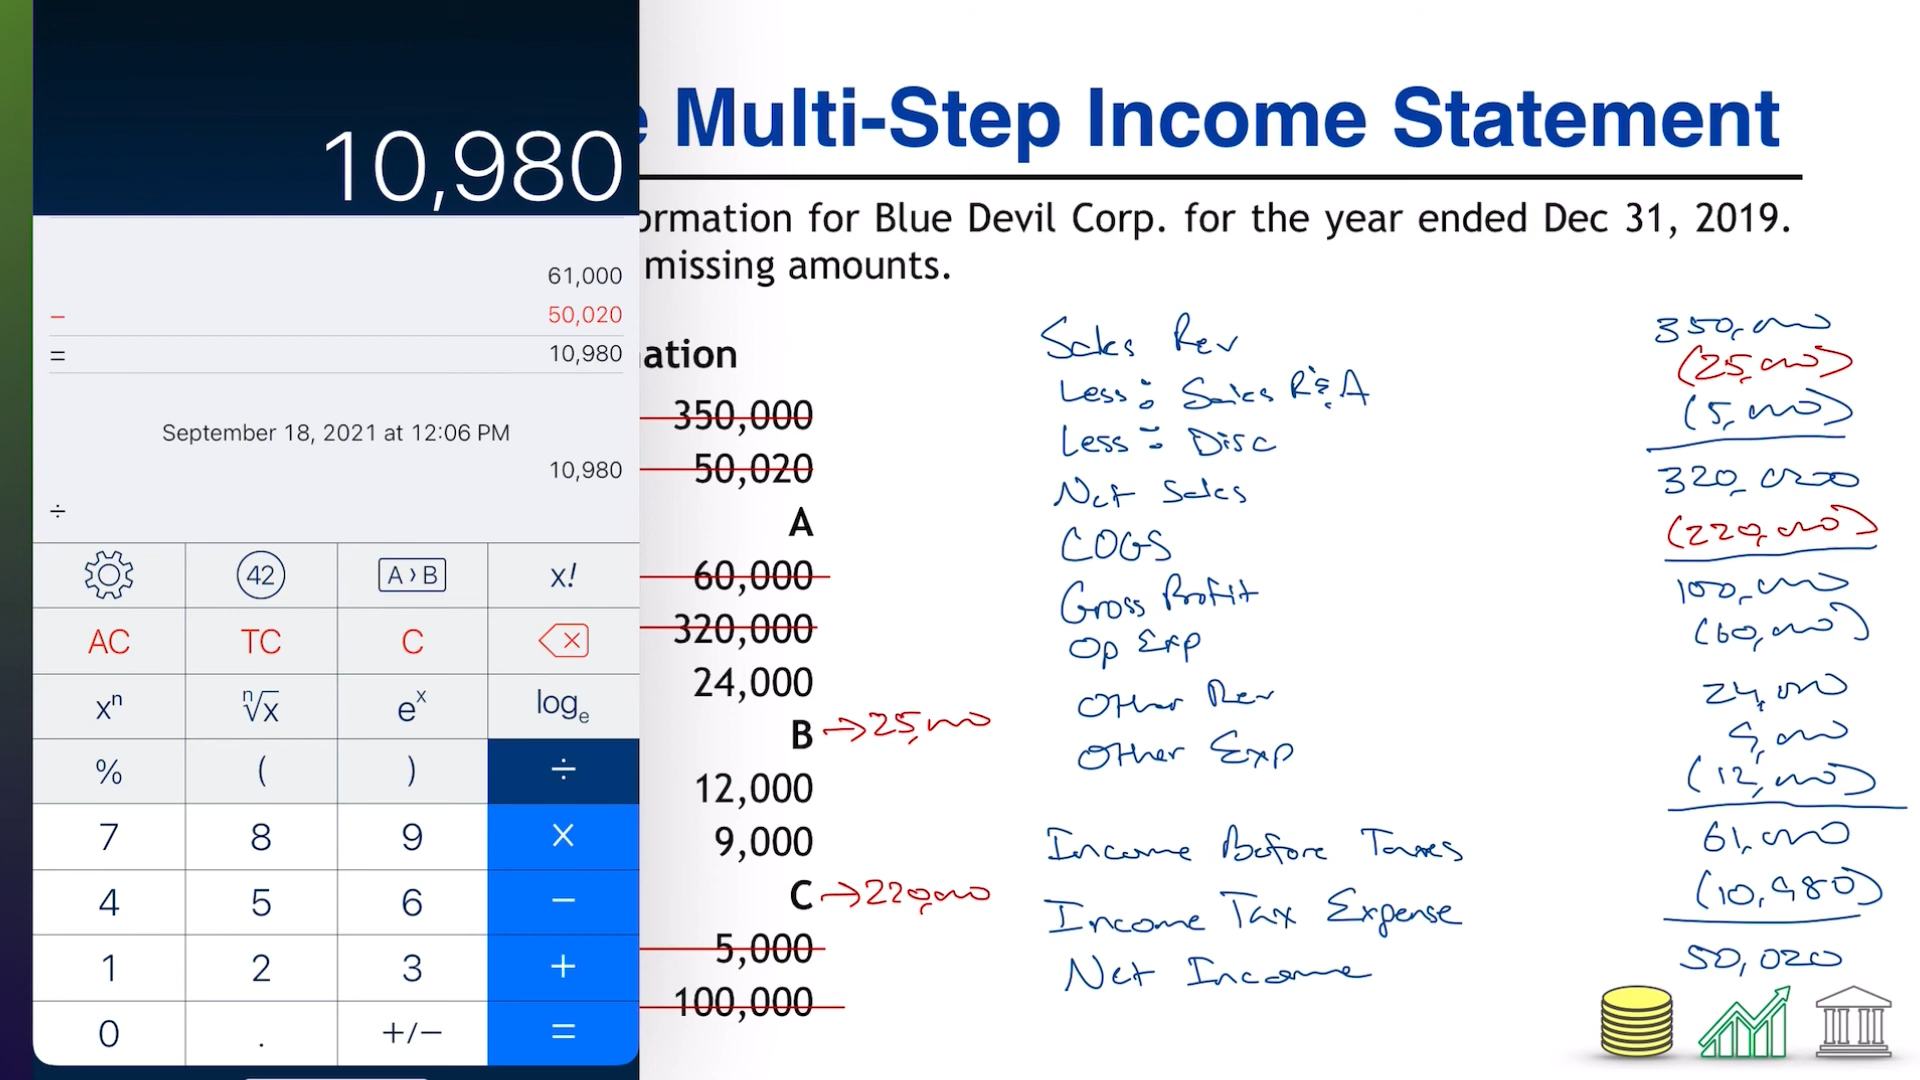 10,980
61,000
−
50,020
=
10,980
September 18, 2021 at 12:06 PM
10,980
÷
42
A›B
x!
AC
TC
C
xⁿ
ⁿ√x
eˣ
logₑ
%
(
)
÷
7
8
9
×
4
5
6
−
1
2
3
+
0
.
+/−
=
Multi-Step Income Statement
ormation for Blue Devil Corp. for the year ended Dec 31, 2019.
missing amounts.
ation
350,000
50,020
A
60,000
320,000
24,000
B → 25,000
12,000
9,000
C → 220,000
5,000
100,000
Sales Rev 350,000
(25,000)
Less: Sales R&A
(5,000)
Less: Disc
Net Sales 320,000
COGS (220,000)
Gross Profit 100,000
Op Exp (60,000)
Other Rev 24,000
9,000
Other Exp (12,000)
Income Before Taxes 61,000
Income Tax Expense (10,980)
Net Income 50,020